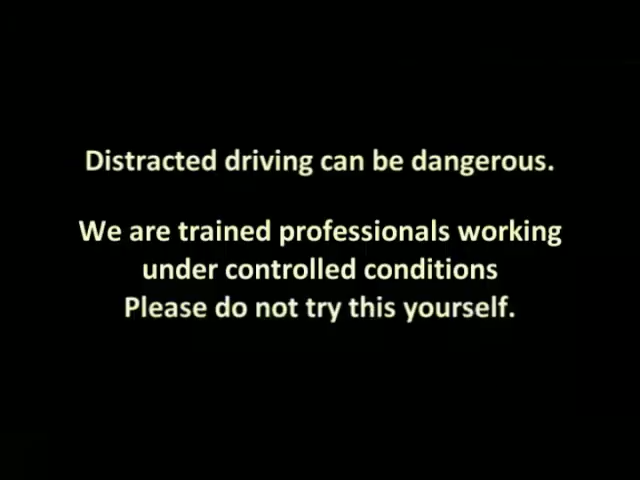 Distracted driving can be dangerous.
We are trained professionals working
under controlled conditions
Please do not try this yourself.